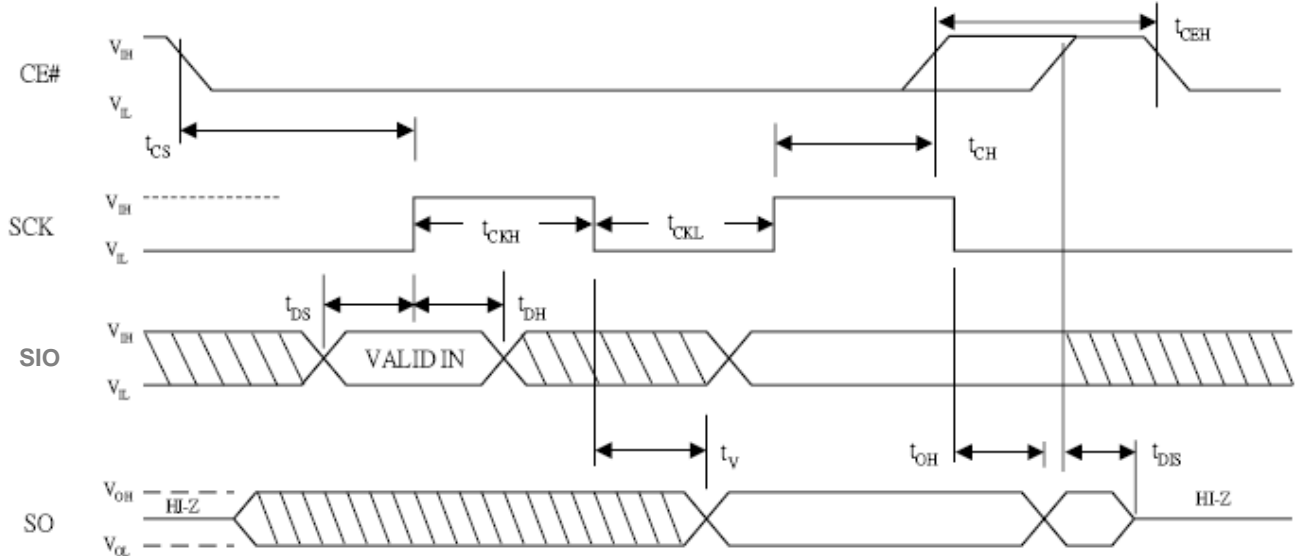 V_IH
t_CEH
CE#
V_IL
t_CS
t_CH
V_IH
SCK
t_CKH
t_CKL
V_IL
t_DS
t_DH
V_IH
SIO
VALID IN
V_IL
t_V
t_OH
t_DIS
V_OH
HI-Z
HI-Z
SO
V_OL